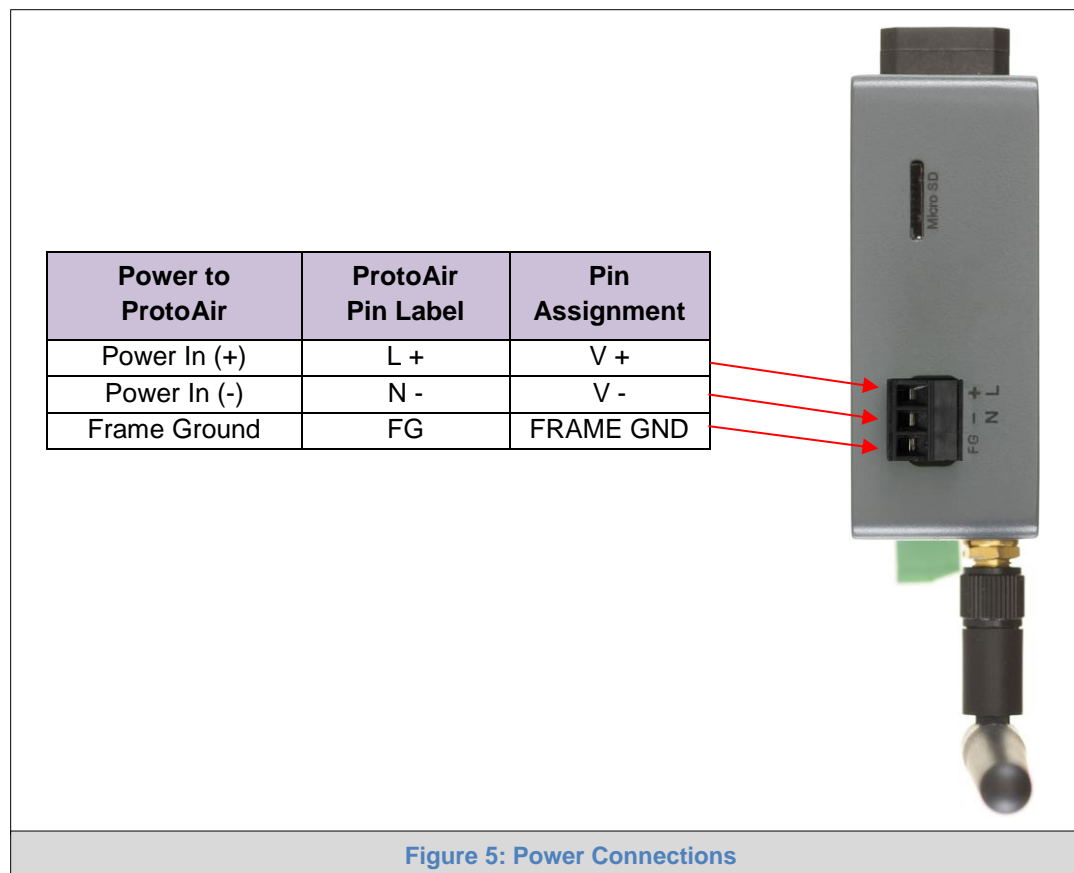 Power to ProtoAir Pin
ProtoAir Pin Label Assignment
Power In (+) L + V +
Power In (-) N - V -
Frame Ground FG FRAME GND
Micro SD
+ L
- N
FG
Figure 5: Power Connections